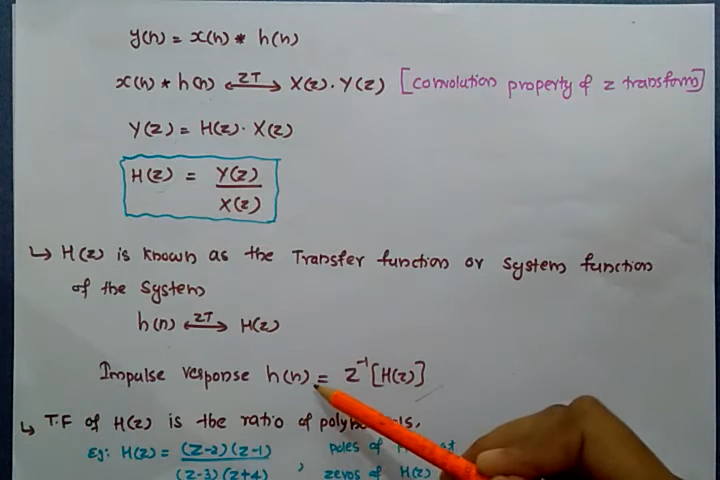 y(n) = x(n) * h(n)
x(n) * h(n) ⟷ZT X(z). Y(z) [convolution property of z transform]
Y(z) = H(z). X(z)
H(z) = Y(z) / X(z)
↳ H(z) is known as the Transfer function or system function
of the system
h(n) ⟷ZT H(z)
Impulse response h(n) = Z⁻¹ [H(z)]
↳ T.F of H(z) is the ratio of
Eg: H(z) = (z-2)(z-1) / (z-3)(z+4) , poles of
zeros of H(z)